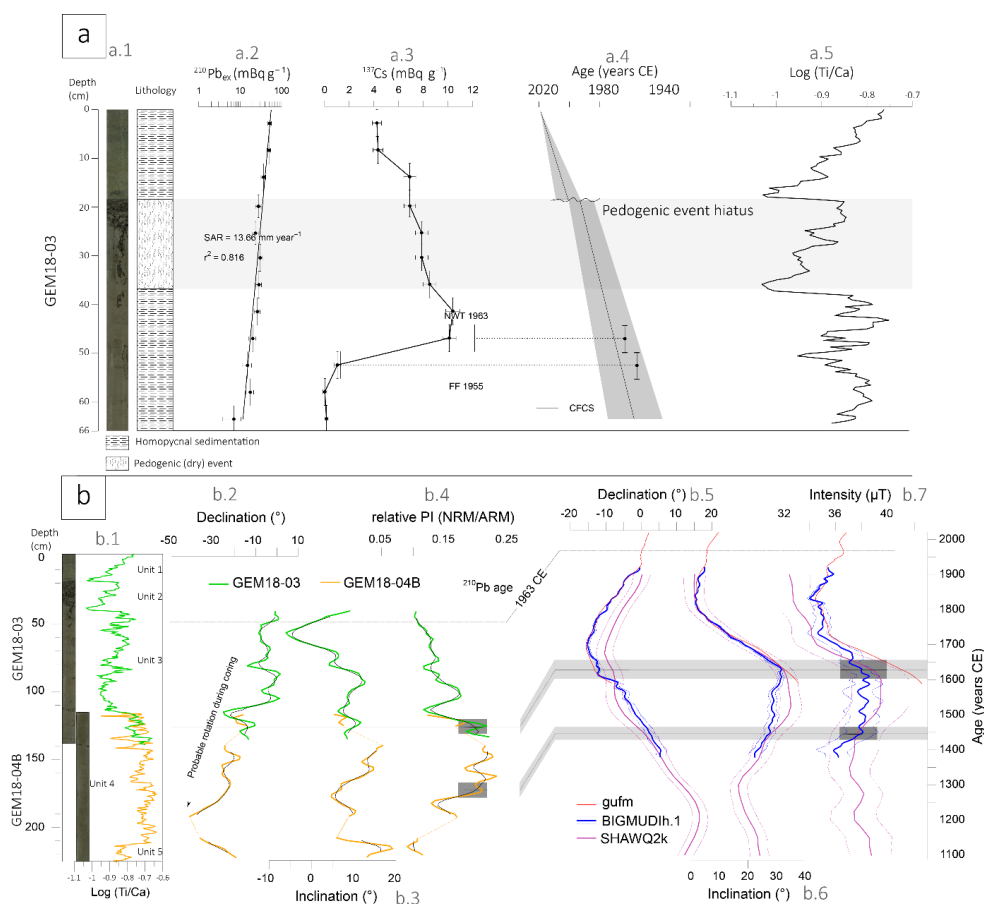 a
a.1
a.2
a.3
a.4
a.5
Depth (cm)
Lithology
²¹⁰Pbₑₓ (mBq g⁻¹)
1 10 100
¹³⁷Cs (mBq g⁻¹)
0 2 4 6 8 10 12
Age (years CE)
2020 1960 1940
Log (Ti/Ca)
-1.1 -1 -0.9 -0.8 -0.7
0
10
20
30
40
50
60
66
GEM18-03
SAR = 13.66 mm year⁻¹
r² = 0.816
NWT 1963
FF 1955
Pedogenic event hiatus
CFCS
Homopycnal sedimentation
Pedogenic (dry) event
b
b.1
b.2
b.4
b.5
b.7
Depth (cm)
Declination (°)
-50 -40 -30 -20 -10 0 10
relative PI (NRM/ARM)
0.05 0.15 0.25
Declination (°)
-20 -10 0 10 20
Intensity (µT)
32 36 40 44
GEM18-03
GEM18-04B
²¹⁰Pb age
1963 CE
0
50
100
150
200
GEM18-03
GEM18-04B
Unit 1
Unit 2
Unit 3
Unit 4
Unit 5
Probable rotation during coring
2000
1900
1800
1700
1600
1500
1400
1300
1200
1100
Age (years CE)
gufm
BIGMUDIh.1
SHAWQ2k
-1.1 -1 -0.9 -0.8 -0.7 -0.6
Log (Ti/Ca)
-10 0 10 20
Inclination (°)
b.3
0 10 20 30 40
Inclination (°)
b.6